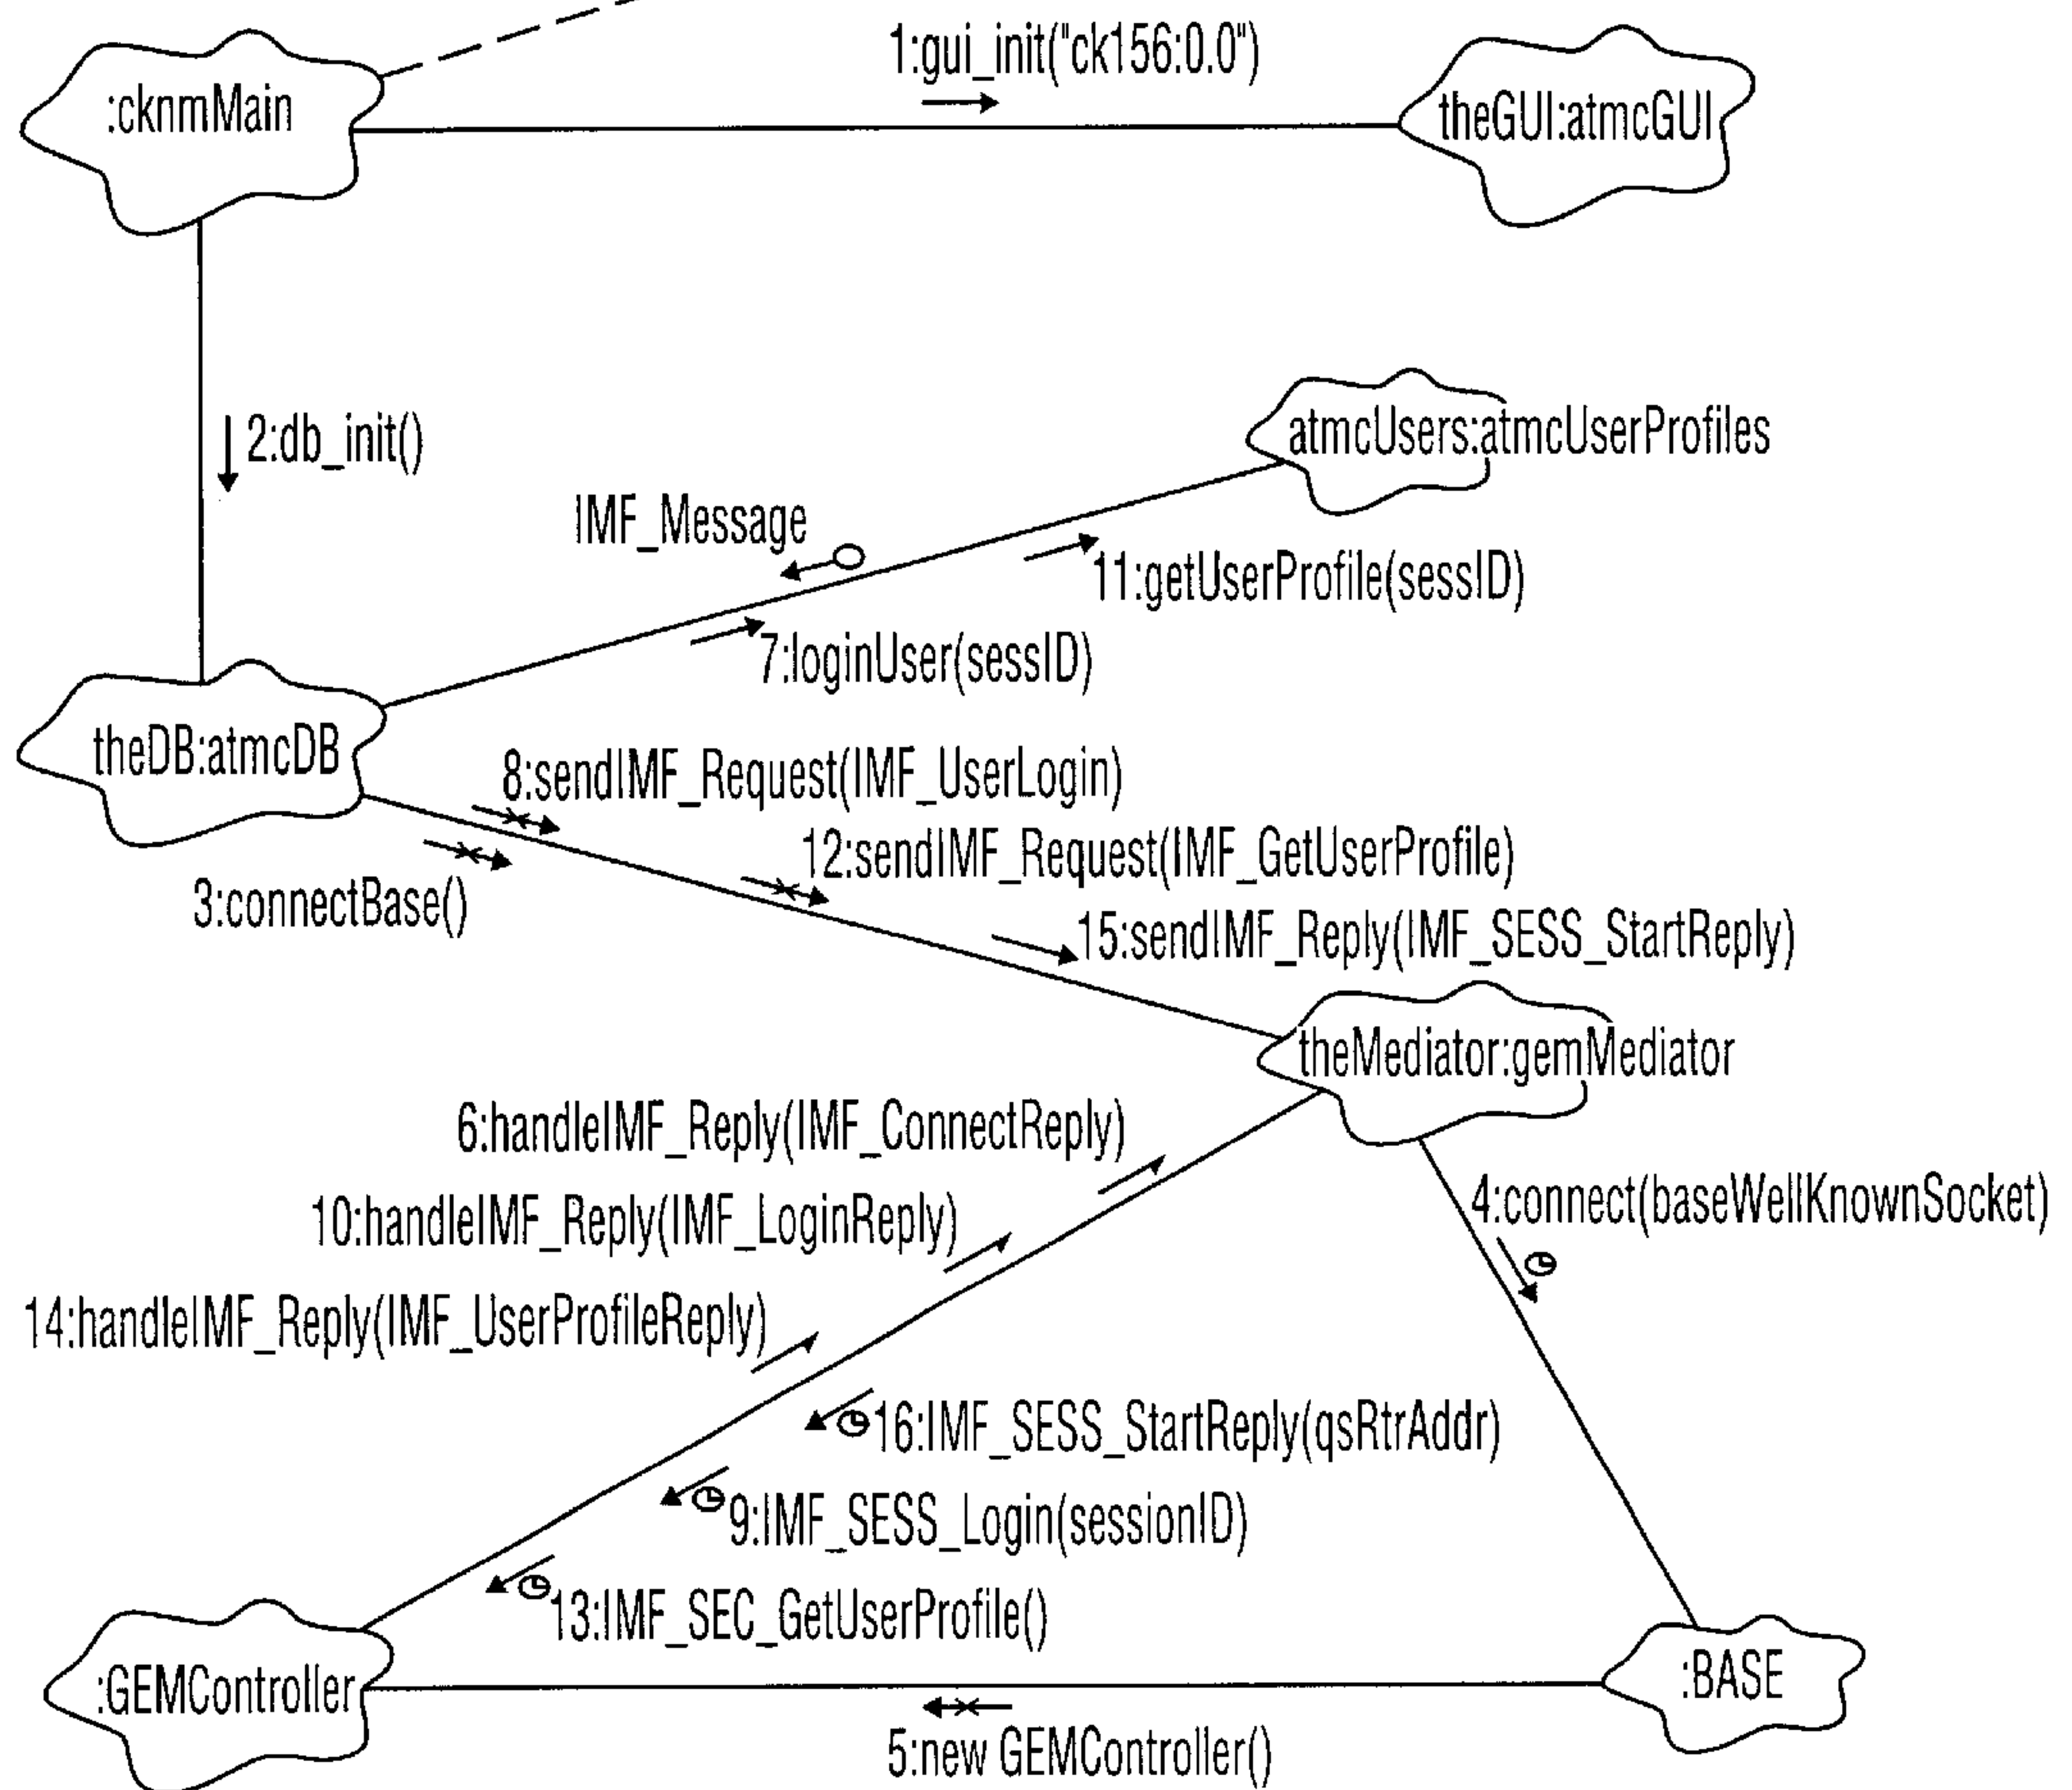 1:gui_init("ck156:0.0")
:cknmMain
theGUI:atmcGUI
2:db_init()
atmcUsers:atmcUserProfiles
IMF_Message
11:getUserProfile(sessID)
7:loginUser(sessID)
theDB:atmcDB
8:sendIMF_Request(IMF_UserLogin)
12:sendIMF_Request(IMF_GetUserProfile)
3:connectBase()
15:sendIMF_Reply(IMF_SESS_StartReply)
theMediator:gemMediator
6:handleIMF_Reply(IMF_ConnectReply)
4:connect(baseWellKnownSocket)
10:handleIMF_Reply(IMF_LoginReply)
14:handleIMF_Reply(IMF_UserProfileReply)
16:IMF_SESS_StartReply(qsRtrAddr)
9:IMF_SESS_Login(sessionID)
13:IMF_SEC_GetUserProfile()
:GEMController
:BASE
5:new GEMController()